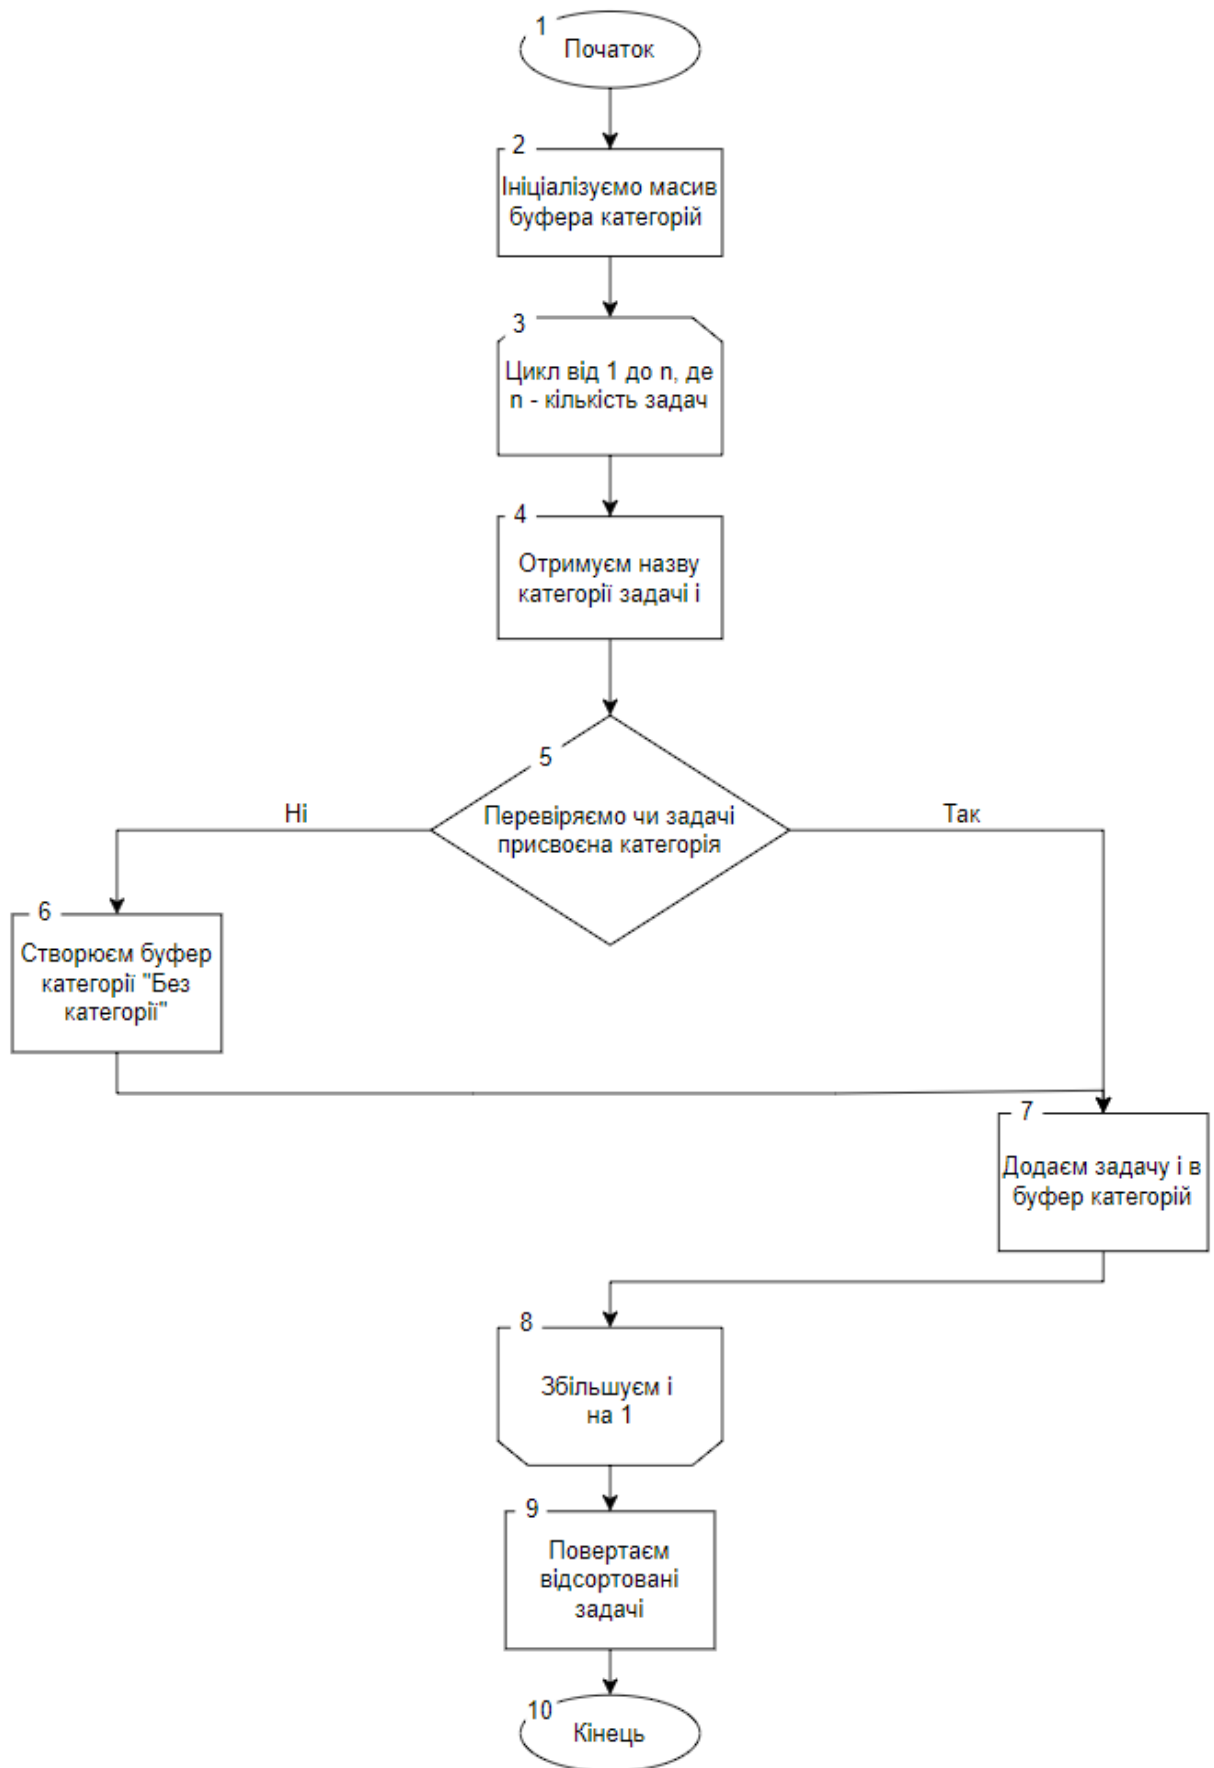 1
Початок
2
Ініціалізуємо масив
буфера категорій
3
Цикл від 1 до n, де
n - кількість задач
4
Отримуєм назву
категорії задачі і
5
Перевіряємо чи задачі
присвоєна категорія
Ні
Так
6
Створюєм буфер
категорії "Без
категорії"
7
Додаєм задачу і в
буфер категорій
8
Збільшуєм і
на 1
9
Повертаєм
відсортовані
задачі
10
Кінець